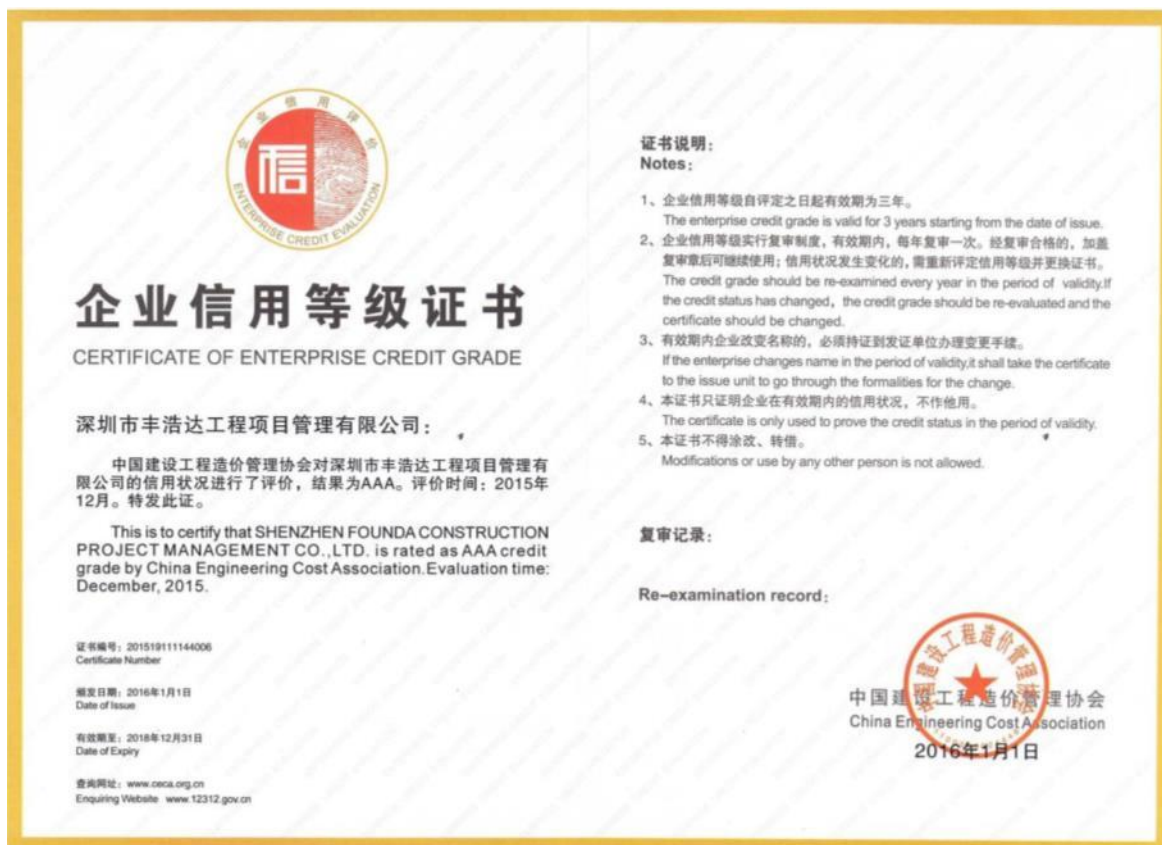 企业信用评价
信
ENTERPRISE CREDIT EVALUATION
企业信用等级证书
CERTIFICATE OF ENTERPRISE CREDIT GRADE
深圳市丰浩达工程项目管理有限公司：
中国建设工程造价管理协会对深圳市丰浩达工程项目管理有
限公司的信用状况进行了评价，结果为AAA。评价时间：2015年
12月。特发此证。
This is to certify that SHENZHEN FOUNDA CONSTRUCTION
PROJECT MANAGEMENT CO.,LTD. is rated as AAA credit
grade by China Engineering Cost Association.Evaluation time:
December, 2015.
证书编号：201519111144006
Certificate Number
颁发日期：2016年1月1日
Date of Issue
有效期至：2018年12月31日
Date of Expiry
查询网址：www.ceca.org.cn
Enquiring Website www.12312.gov.cn
证书说明：
Notes：
1、企业信用等级自评定之日起有效期为三年。
The enterprise credit grade is valid for 3 years starting from the date of issue.
2、企业信用等级实行复审制度，有效期内，每年复审一次。经复审合格的，加盖
复审章后可继续使用；信用状况发生变化的，需重新评定信用等级并更换证书。
The credit grade should be re-examined every year in the period of validity.If
the credit status has changed，the credit grade should be re-evaluated and the
certificate should be changed.
3、有效期内企业改变名称的，必须持证到发证单位办理变更手续。
If the enterprise changes name in the period of validity,it shall take the certificate
to the issue unit to go through the formalities for the change.
4、本证书只证明企业在有效期内的信用状况，不作他用。
The certificate is only used to prove the credit status in the period of validity.
5、本证书不得涂改、转借。
Modifications or use by any other person is not allowed.
复审记录：
Re-examination record：
中国建设工程造价管理协会
中国建设工程造价管理协会
China Engineering Cost Association
2016年1月1日